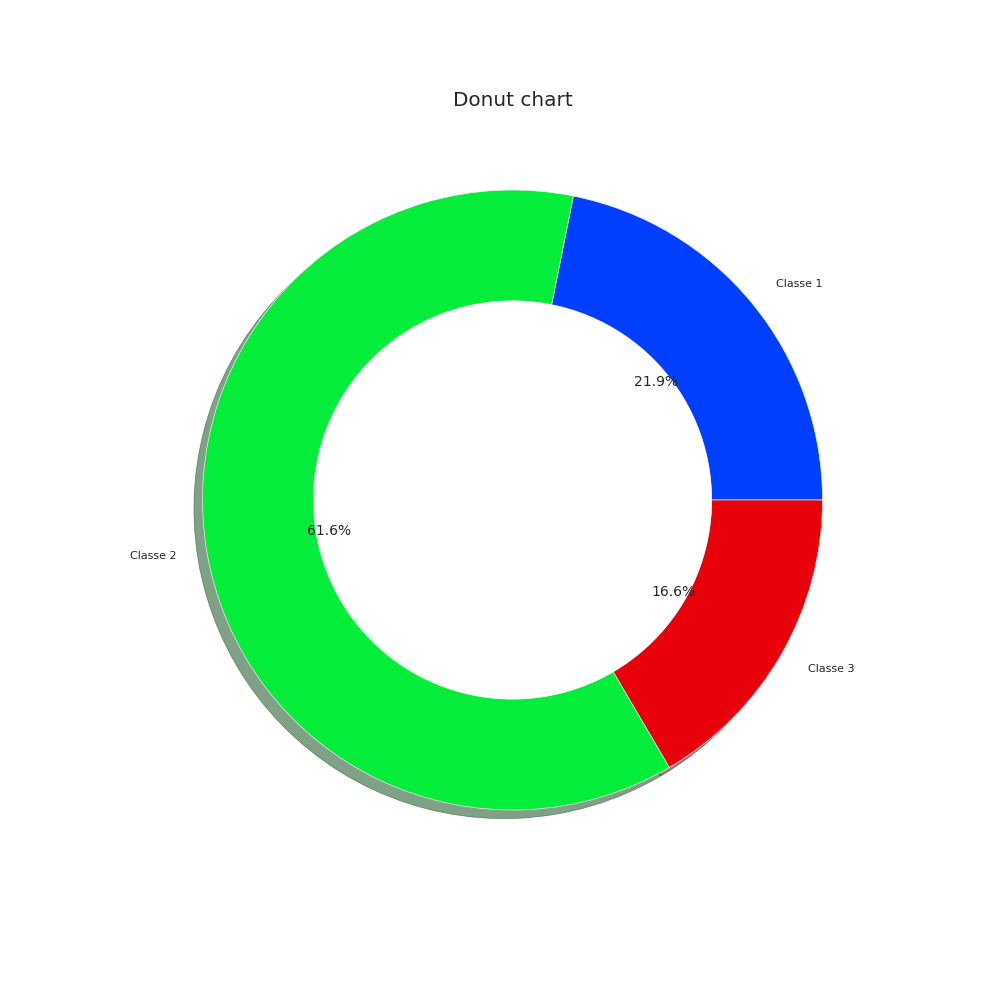 Donut chart
Classe 1
21.9%
61.6%
Classe 2
16.6%
Classe 3